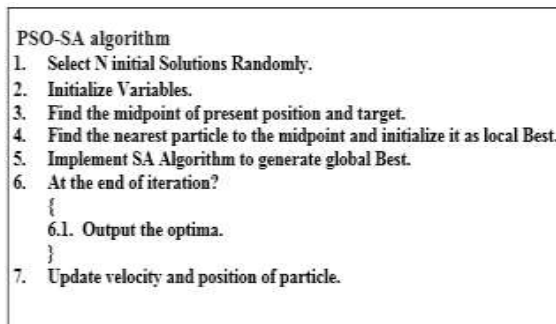 PSO-SA algorithm
1. Select N initial Solutions Randomly.
2. Initialize Variables.
3. Find the midpoint of present position and target.
4. Find the nearest particle to the midpoint and initialize it as local Best.
5. Implement SA Algorithm to generate global Best.
6. At the end of iteration?
{
6.1. Output the optima.
}
7. Update velocity and position of particle.